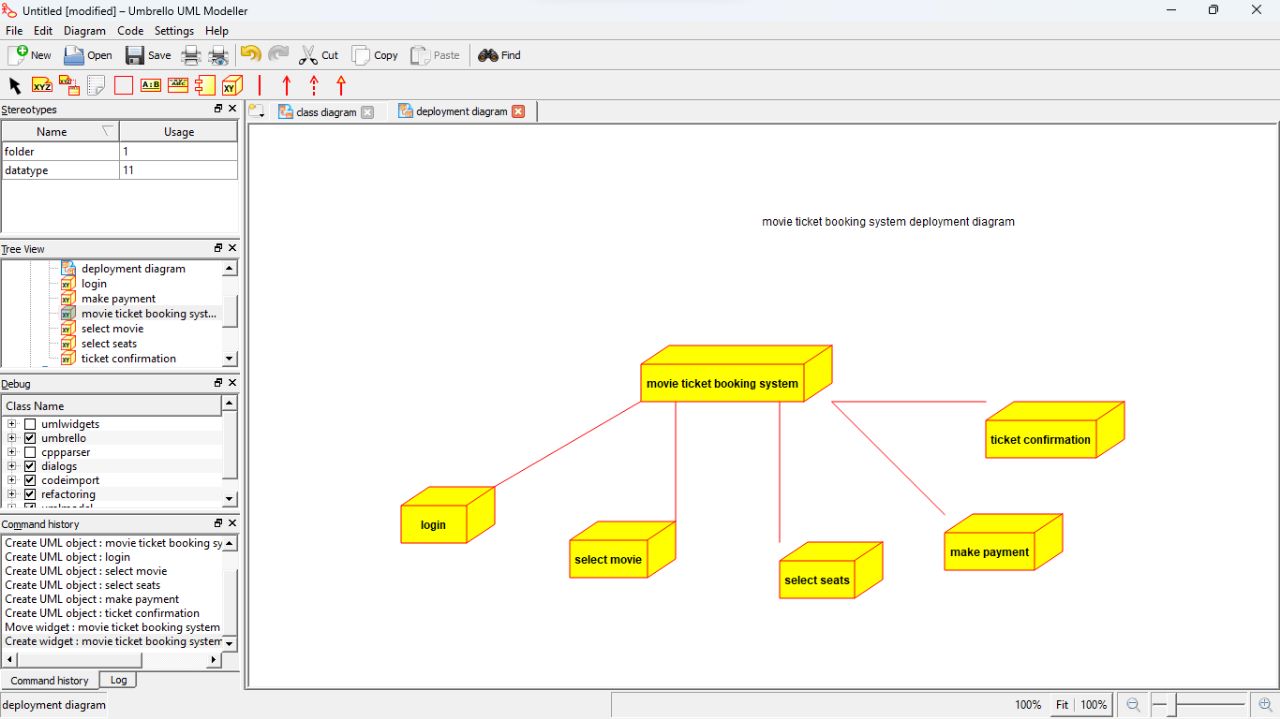 Untitled [modified] – Umbrello UML Modeller
File Edit Diagram Code Settings Help
New Open Save Cut Copy Paste Find
XYZ A:B ABC XY
Stereotypes
class diagram deployment diagram
Name Usage
folder 1
datatype 11
movie ticket booking system deployment diagram
Tree View
deployment diagram
login
make payment
movie ticket booking syst...
select movie
select seats
ticket confirmation
movie ticket booking system
ticket confirmation
login
select movie
make payment
select seats
Debug
Class Name
umlwidgets
umbrello
cppparser
dialogs
codeimport
refactoring
Command history
Create UML object : movie ticket booking sy
Create UML object : login
Create UML object : select movie
Create UML object : select seats
Create UML object : make payment
Create UML object : ticket confirmation
Move widget : movie ticket booking system
Create widget : movie ticket booking system
Command history Log
deployment diagram 100% Fit 100%